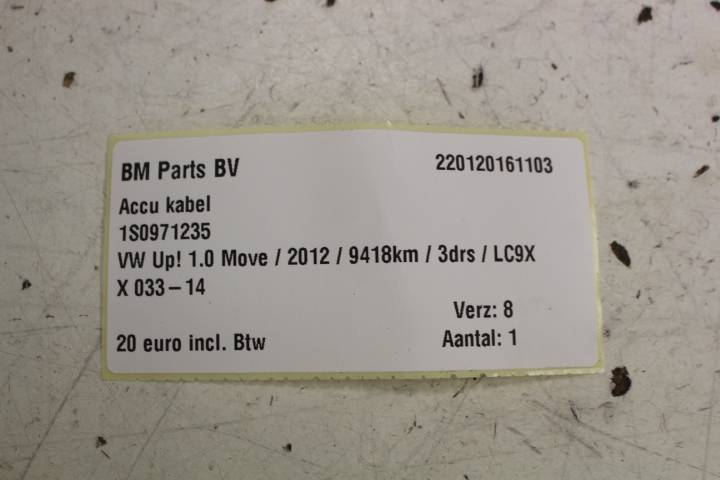 BM Parts BV 220120161103
Accu kabel
1S0971235
VW Up! 1.0 Move / 2012 / 9418km / 3drs / LC9X
X 033-14
Verz: 8
20 euro incl. Btw Aantal: 1